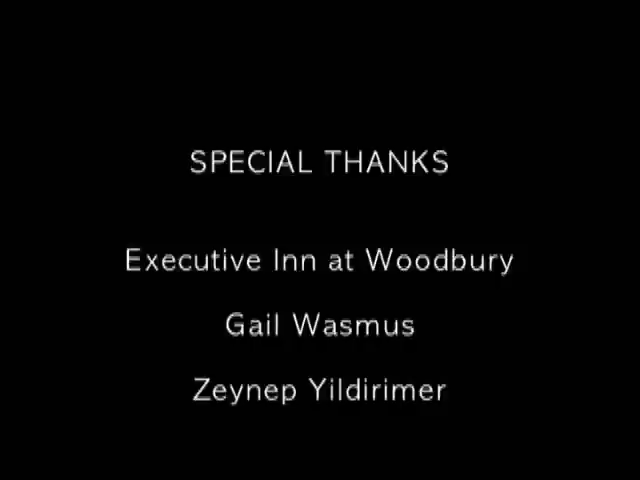 SPECIAL THANKS
Executive Inn at Woodbury
Gail Wasmus
Zeynep Yildirimer